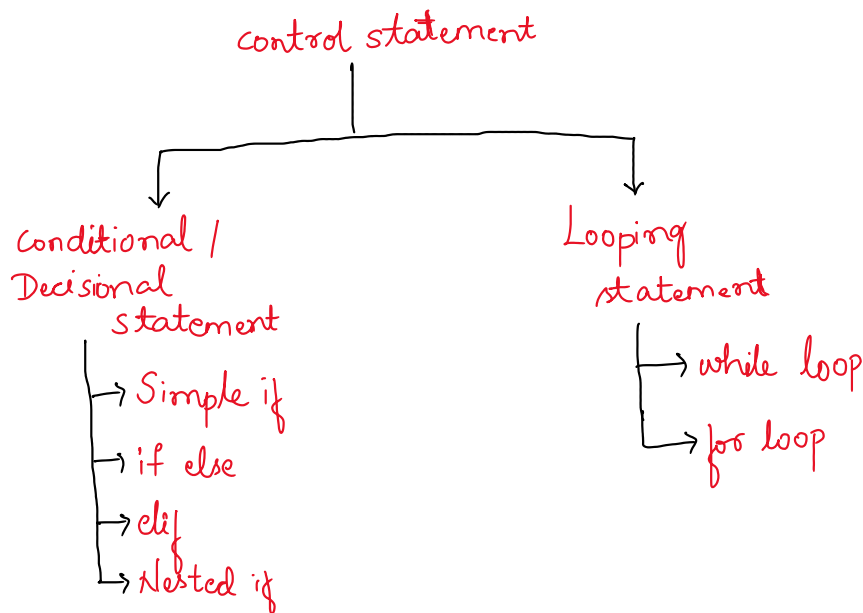 control statement
Conditional /
Decisional
statement
Simple if
if else
elif
Nested if
Looping
statement
while loop
for loop